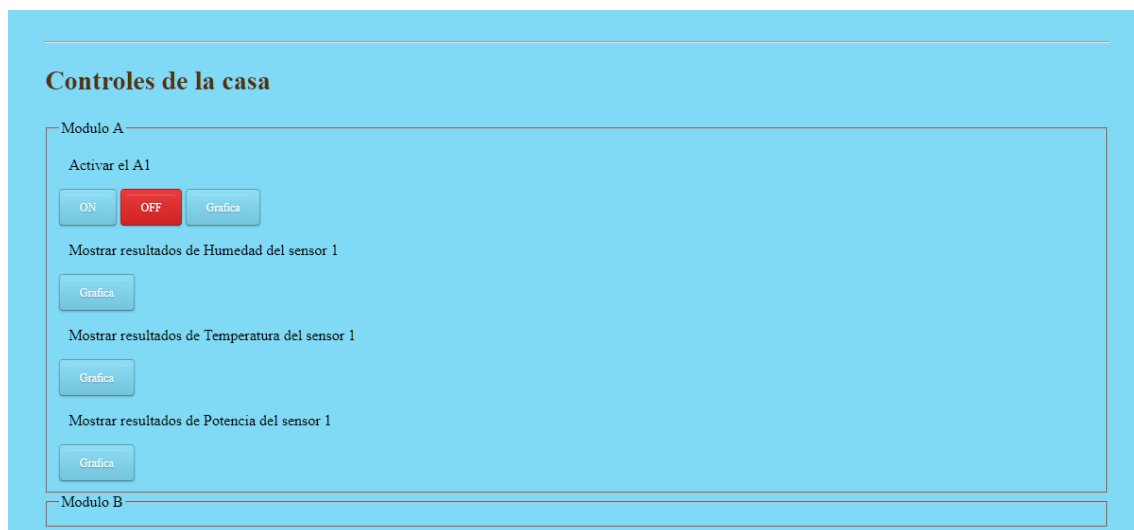 Controles de la casa
Modulo A
Activar el A1
ON OFF Grafica
Mostrar resultados de Humedad del sensor 1
Grafica
Mostrar resultados de Temperatura del sensor 1
Grafica
Mostrar resultados de Potencia del sensor 1
Grafica
Modulo B